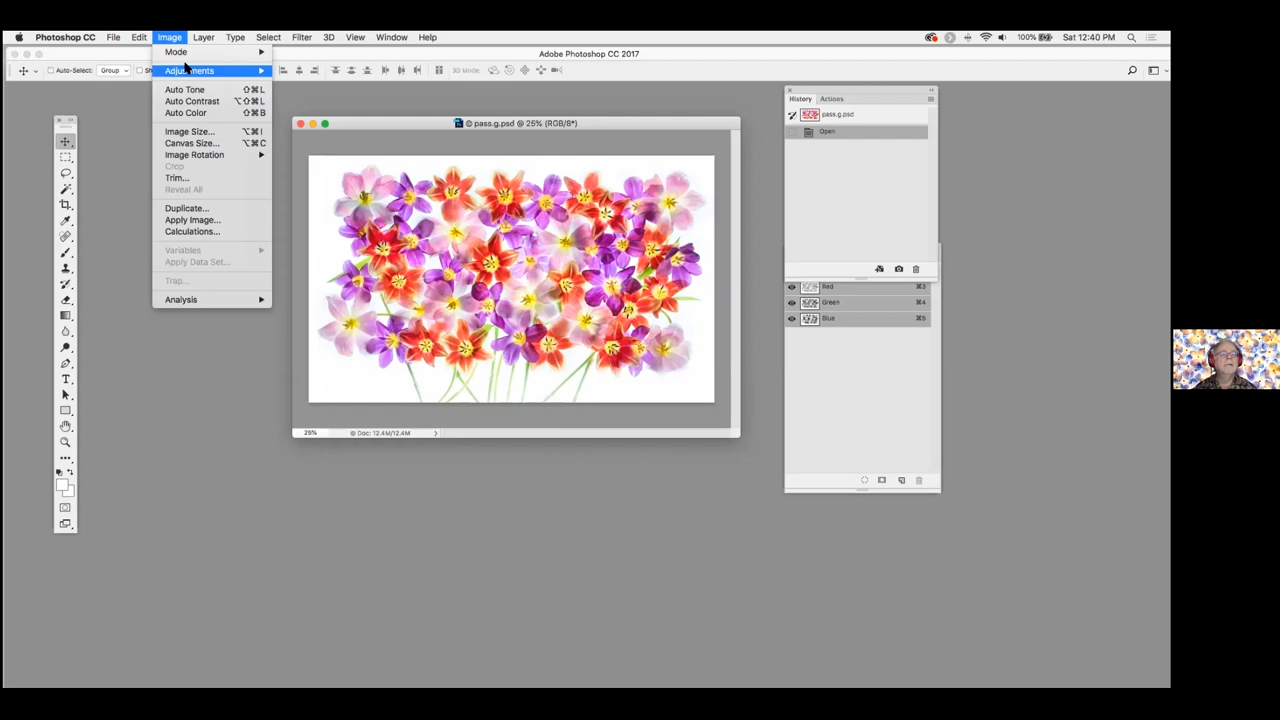 Photoshop CC File Edit Image Layer Type Select Filter 3D View Window Help 100% Sat 12:40 PM
Adobe Photoshop CC 2017
Auto-Select: Group 3D Mode:
Mode
Adjustments
Auto Tone ⇧⌘L
Auto Contrast ⌥⇧⌘L
Auto Color ⇧⌘B
Image Size... ⌥⌘I
Canvas Size... ⌥⌘C
Image Rotation
Crop
Trim...
Reveal All
Duplicate...
Apply Image...
Calculations...
Variables
Apply Data Set...
Trap...
Analysis
© pass.g.psd @ 25% (RGB/8*)
25% Doc: 12.4M/12.4M
History Actions
pass.g.psd
Open
Red ⌘3
Green ⌘4
Blue ⌘5